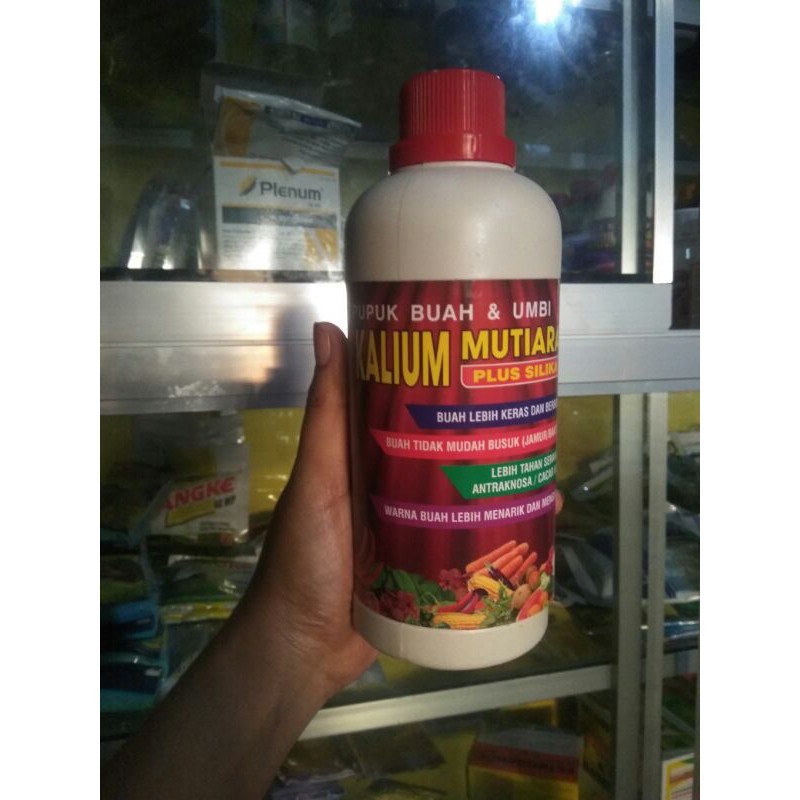 Plenum
PUPUK BUAH & UMBI
KALIUM MUTIARA
PLUS SILIKA
BUAH LEBIH KERAS DAN
BUAH TIDAK MUDAH BUSUK (JAMUR/
LEBIH TAHAN
ANTRAKNOSA / CACAR
WARNA BUAH LEBIH MENARIK DAN
ANGKE